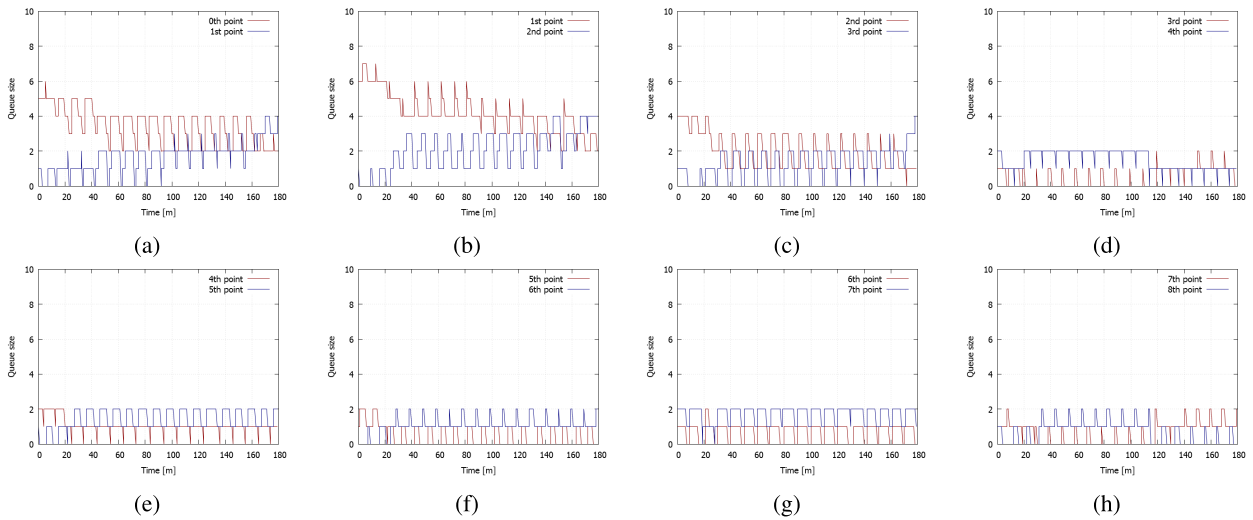 10
8
6
4
2
0
Queue size
0th point
1st point
0 20 40 60 80 100 120 140 160 180
Time [m]
(a)
10
8
6
4
2
0
Queue size
1st point
2nd point
0 20 40 60 80 100 120 140 160 180
Time [m]
(b)
10
8
6
4
2
0
Queue size
2nd point
3rd point
0 20 40 60 80 100 120 140 160 180
Time [m]
(c)
10
8
6
4
2
0
Queue size
3rd point
4th point
0 20 40 60 80 100 120 140 160 180
Time [m]
(d)
10
8
6
4
2
0
Queue size
4th point
5th point
0 20 40 60 80 100 120 140 160 180
Time [m]
(e)
10
8
6
4
2
0
Queue size
5th point
6th point
0 20 40 60 80 100 120 140 160 180
Time [m]
(f)
10
8
6
4
2
0
Queue size
6th point
7th point
0 20 40 60 80 100 120 140 160 180
Time [m]
(g)
10
8
6
4
2
0
Queue size
7th point
8th point
0 20 40 60 80 100 120 140 160 180
Time [m]
(h)